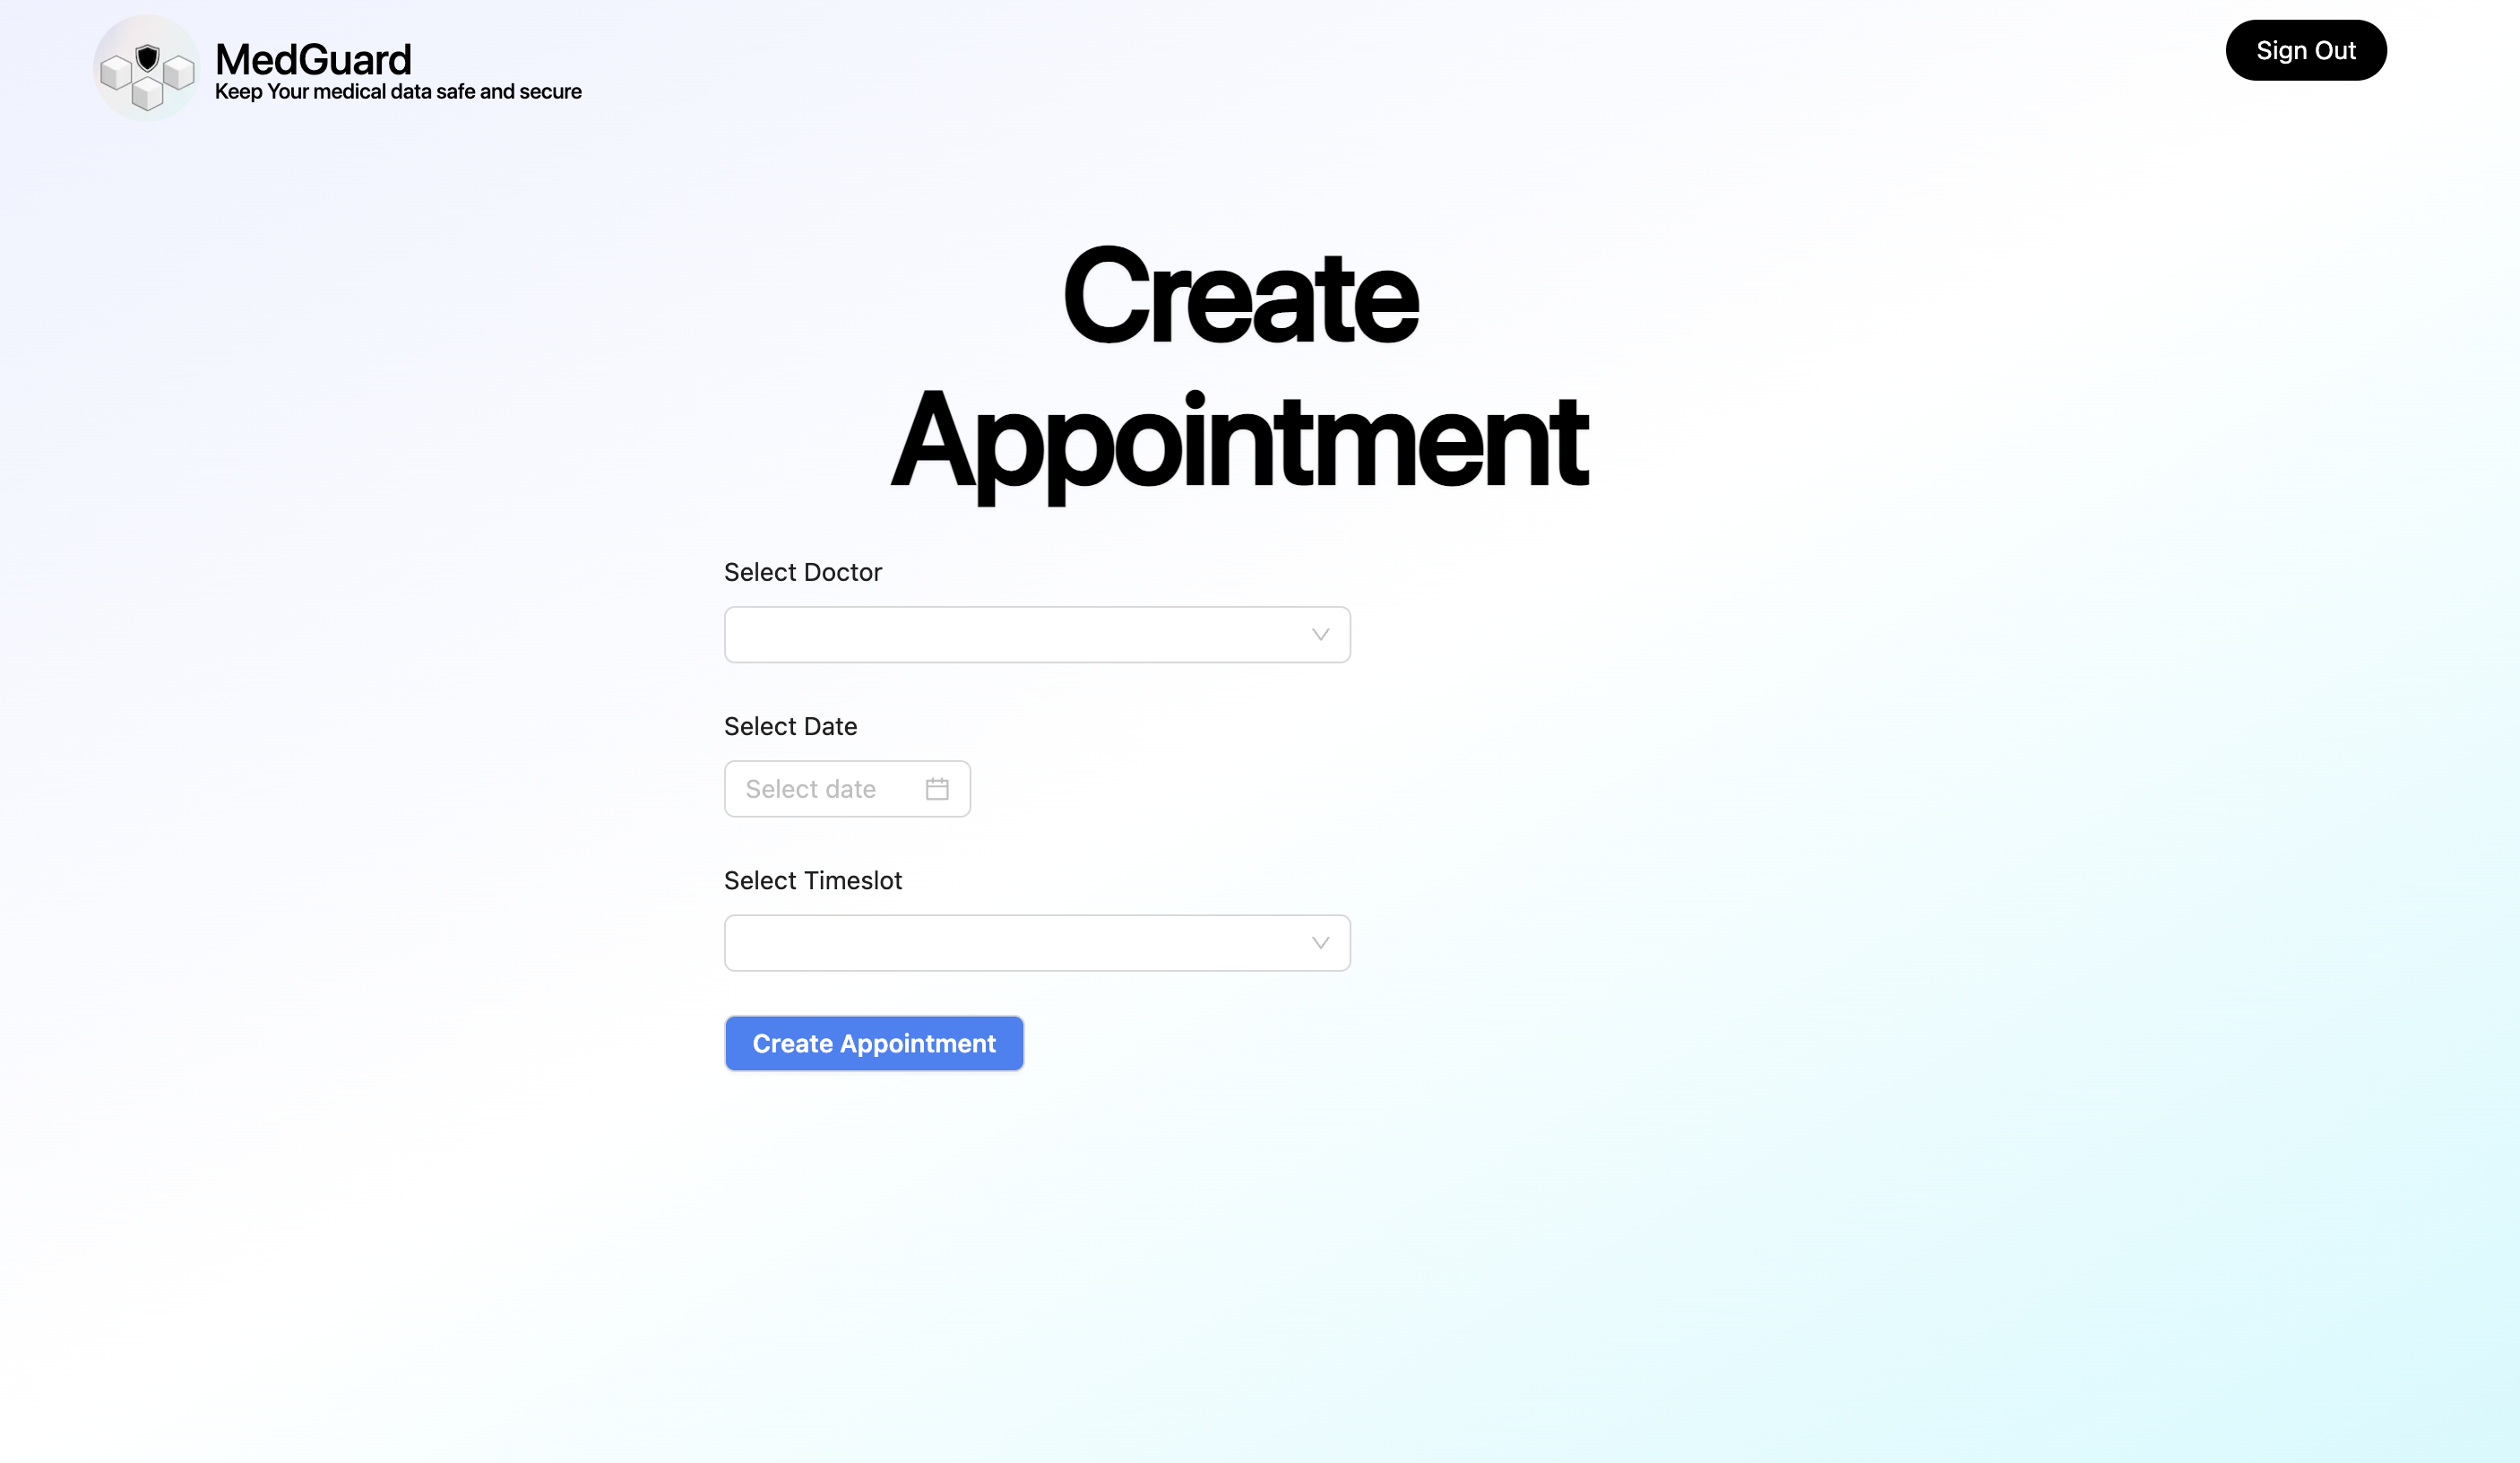 MedGuard
Keep Your medical data safe and secure
Sign Out
Create
Appointment
Select Doctor
Select Date
Select date
Select Timeslot
Create Appointment